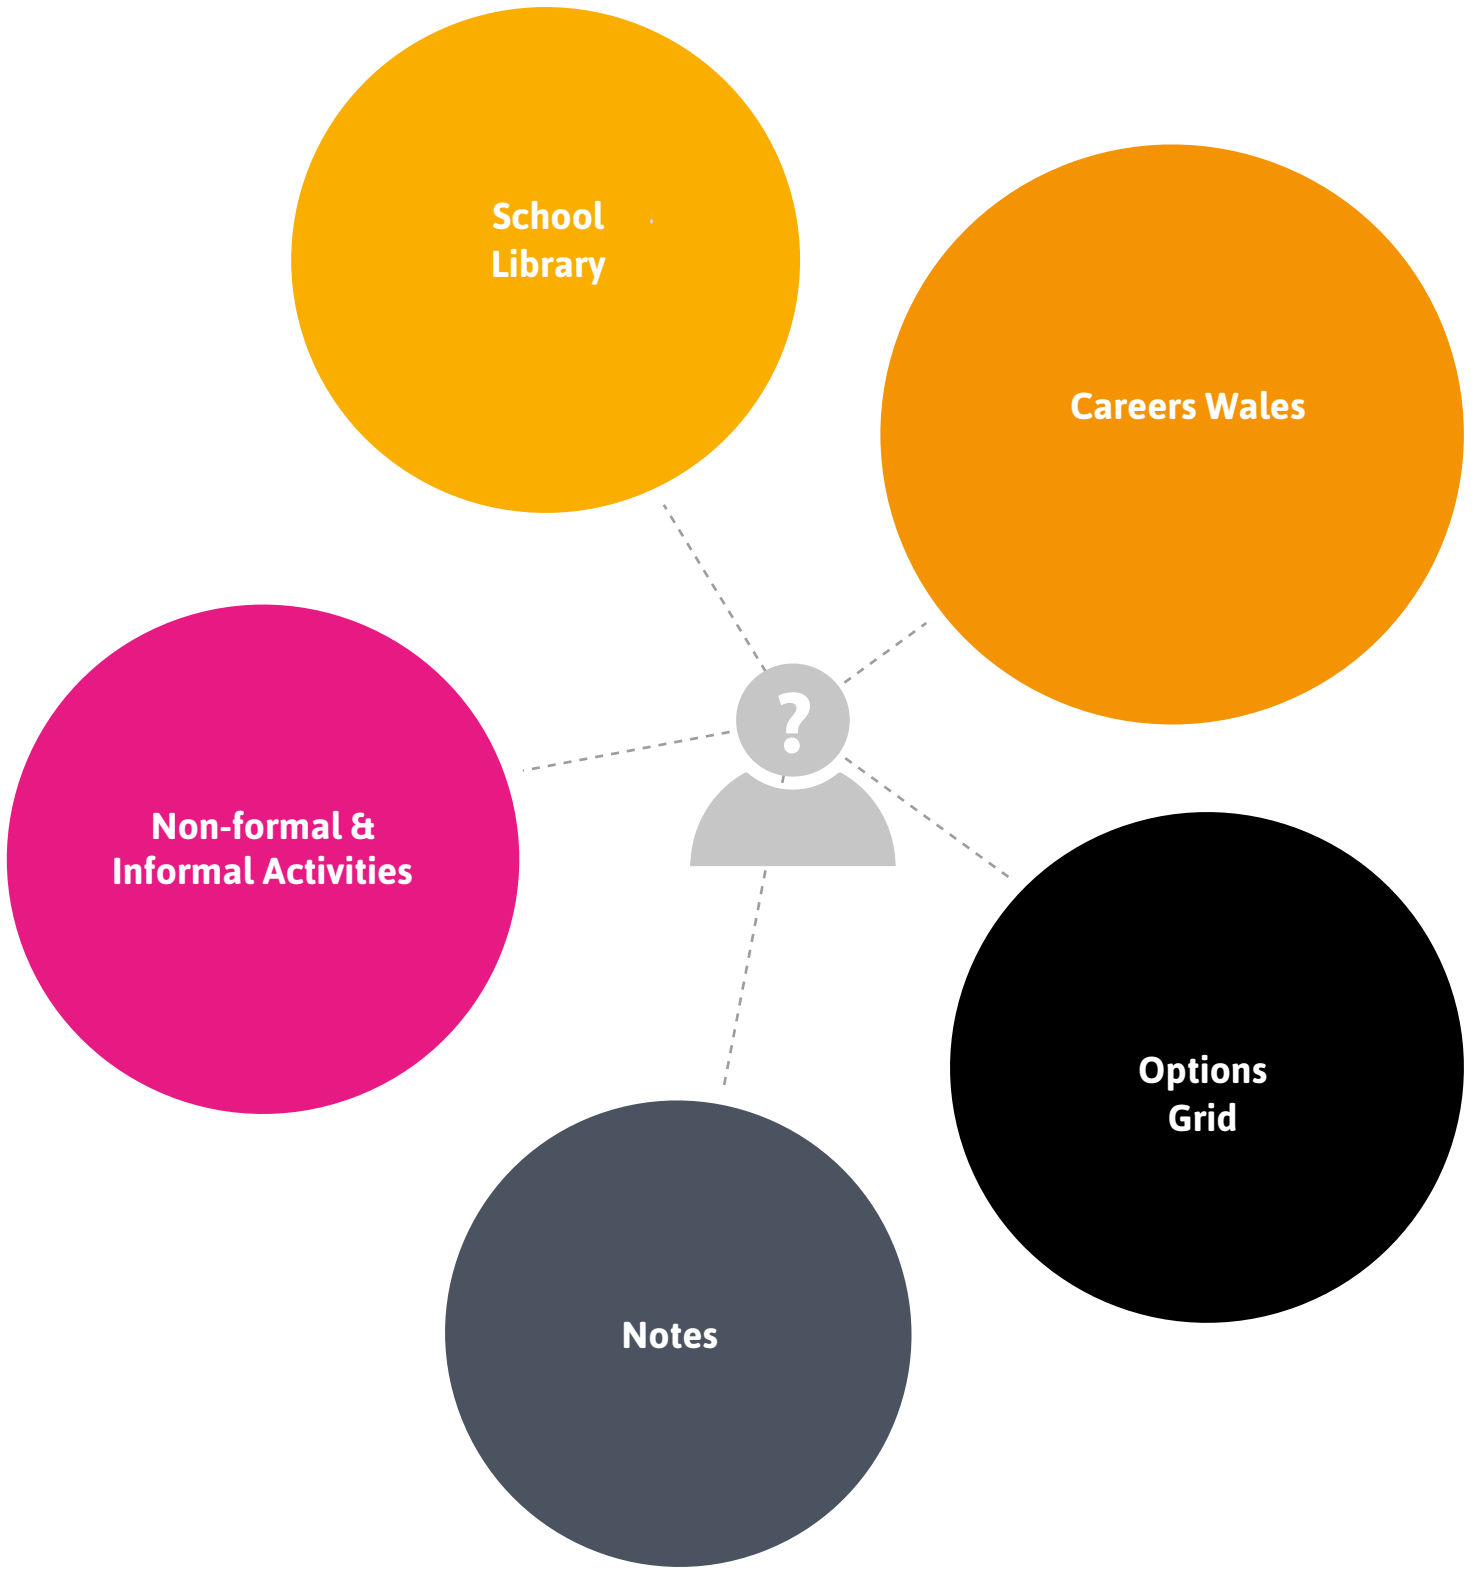 School
Library
Careers Wales
?
Non-formal &
Informal Activities
Options
Grid
Notes